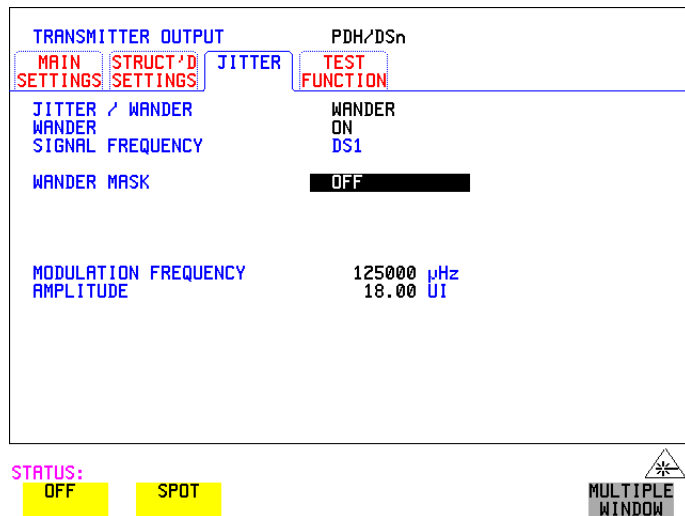 TRANSMITTER OUTPUT PDH/DSn
MAIN SETTINGS STRUCT'D SETTINGS JITTER TEST FUNCTION
JITTER / WANDER WANDER
WANDER ON
SIGNAL FREQUENCY DS1
WANDER MASK OFF
MODULATION FREQUENCY 125000 µHz
AMPLITUDE 18.00 UI
STATUS:
OFF SPOT MULTIPLE WINDOW